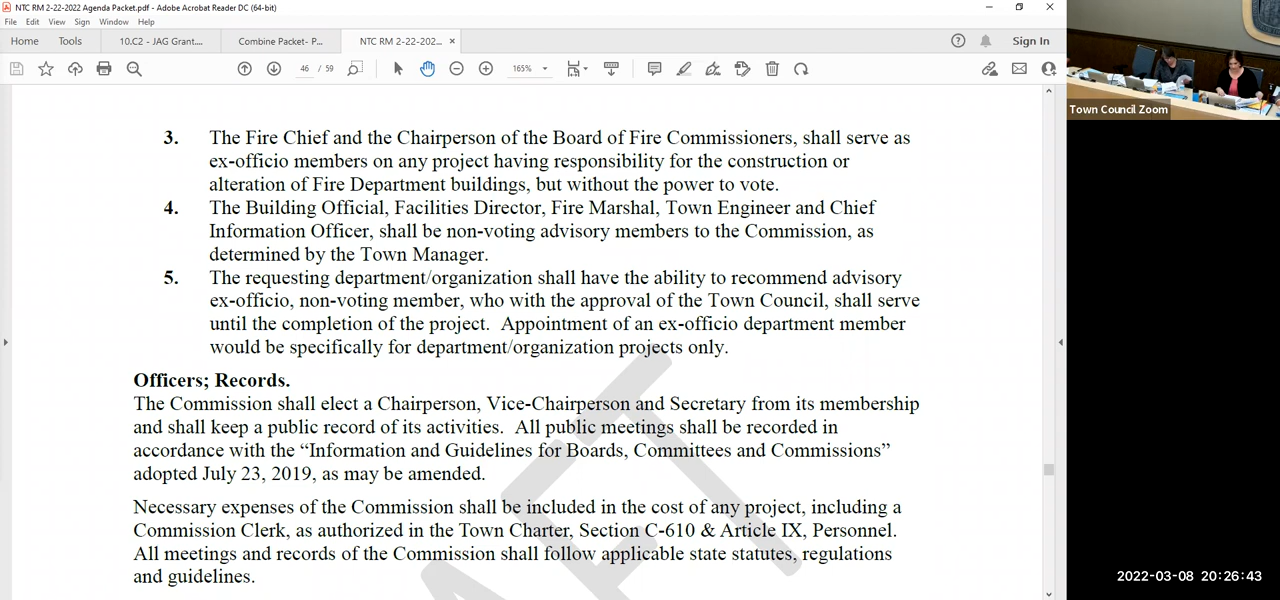 NTC RM 2-22-2022 Agenda Packet.pdf - Adobe Acrobat Reader DC (64-bit)
File Edit View Sign Window Help
Home Tools 10.C2 - JAG Grant.... Combine Packet- P... NTC RM 2-22-202... × Sign In
46 / 59 165%
3. The Fire Chief and the Chairperson of the Board of Fire Commissioners, shall serve as
ex-officio members on any project having responsibility for the construction or
alteration of Fire Department buildings, but without the power to vote.
4. The Building Official, Facilities Director, Fire Marshal, Town Engineer and Chief
Information Officer, shall be non-voting advisory members to the Commission, as
determined by the Town Manager.
5. The requesting department/organization shall have the ability to recommend advisory
ex-officio, non-voting member, who with the approval of the Town Council, shall serve
until the completion of the project. Appointment of an ex-officio department member
would be specifically for department/organization projects only.
Officers; Records.
The Commission shall elect a Chairperson, Vice-Chairperson and Secretary from its membership
and shall keep a public record of its activities. All public meetings shall be recorded in
accordance with the “Information and Guidelines for Boards, Committees and Commissions”
adopted July 23, 2019, as may be amended.
Necessary expenses of the Commission shall be included in the cost of any project, including a
Commission Clerk, as authorized in the Town Charter, Section C-610 & Article IX, Personnel.
All meetings and records of the Commission shall follow applicable state statutes, regulations
and guidelines.
Town Council Zoom
2022-03-08 20:26:43